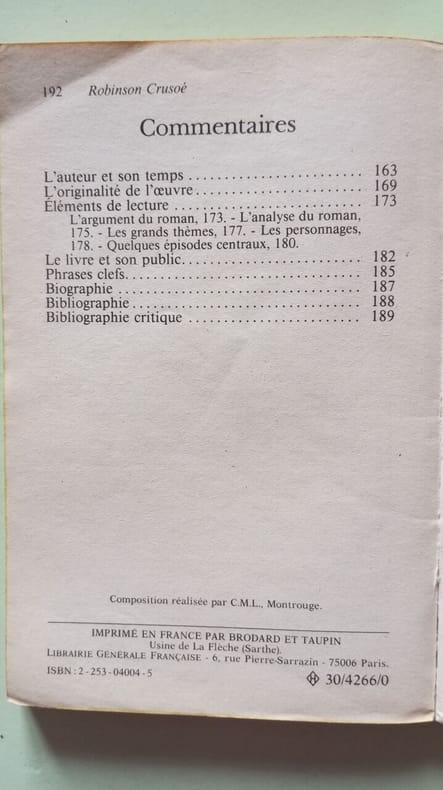 192 Robinson Crusoé
Commentaires
L'auteur et son temps ........................ 163
L'originalité de l'œuvre ........................ 169
Éléments de lecture ........................ 173
L'argument du roman, 173. - L'analyse du roman,
175. - Les grands thèmes, 177. - Les personnages,
178. - Quelques épisodes centraux, 180.
Le livre et son public ........................ 182
Phrases clefs ........................ 185
Biographie ........................ 187
Bibliographie ........................ 188
Bibliographie critique ........................ 189
Composition réalisée par C.M.L., Montrouge.
IMPRIMÉ EN FRANCE PAR BRODARD ET TAUPIN
Usine de La Flèche (Sarthe).
LIBRAIRIE GÉNÉRALE FRANÇAISE - 6, rue Pierre-Sarrazin - 75006 Paris.
ISBN : 2 - 253 - 04004 - 5 30/4266/0